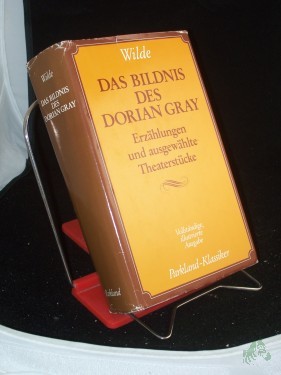 Wilde
DAS BILDNIS
DES
DORIAN GRAY
Parkland
Wilde
DAS BILDNIS
DES
DORIAN GRAY
Erzählungen
und ausgewählte
Theaterstücke
Vollständige
Ausgabe
Parkland-Klassiker